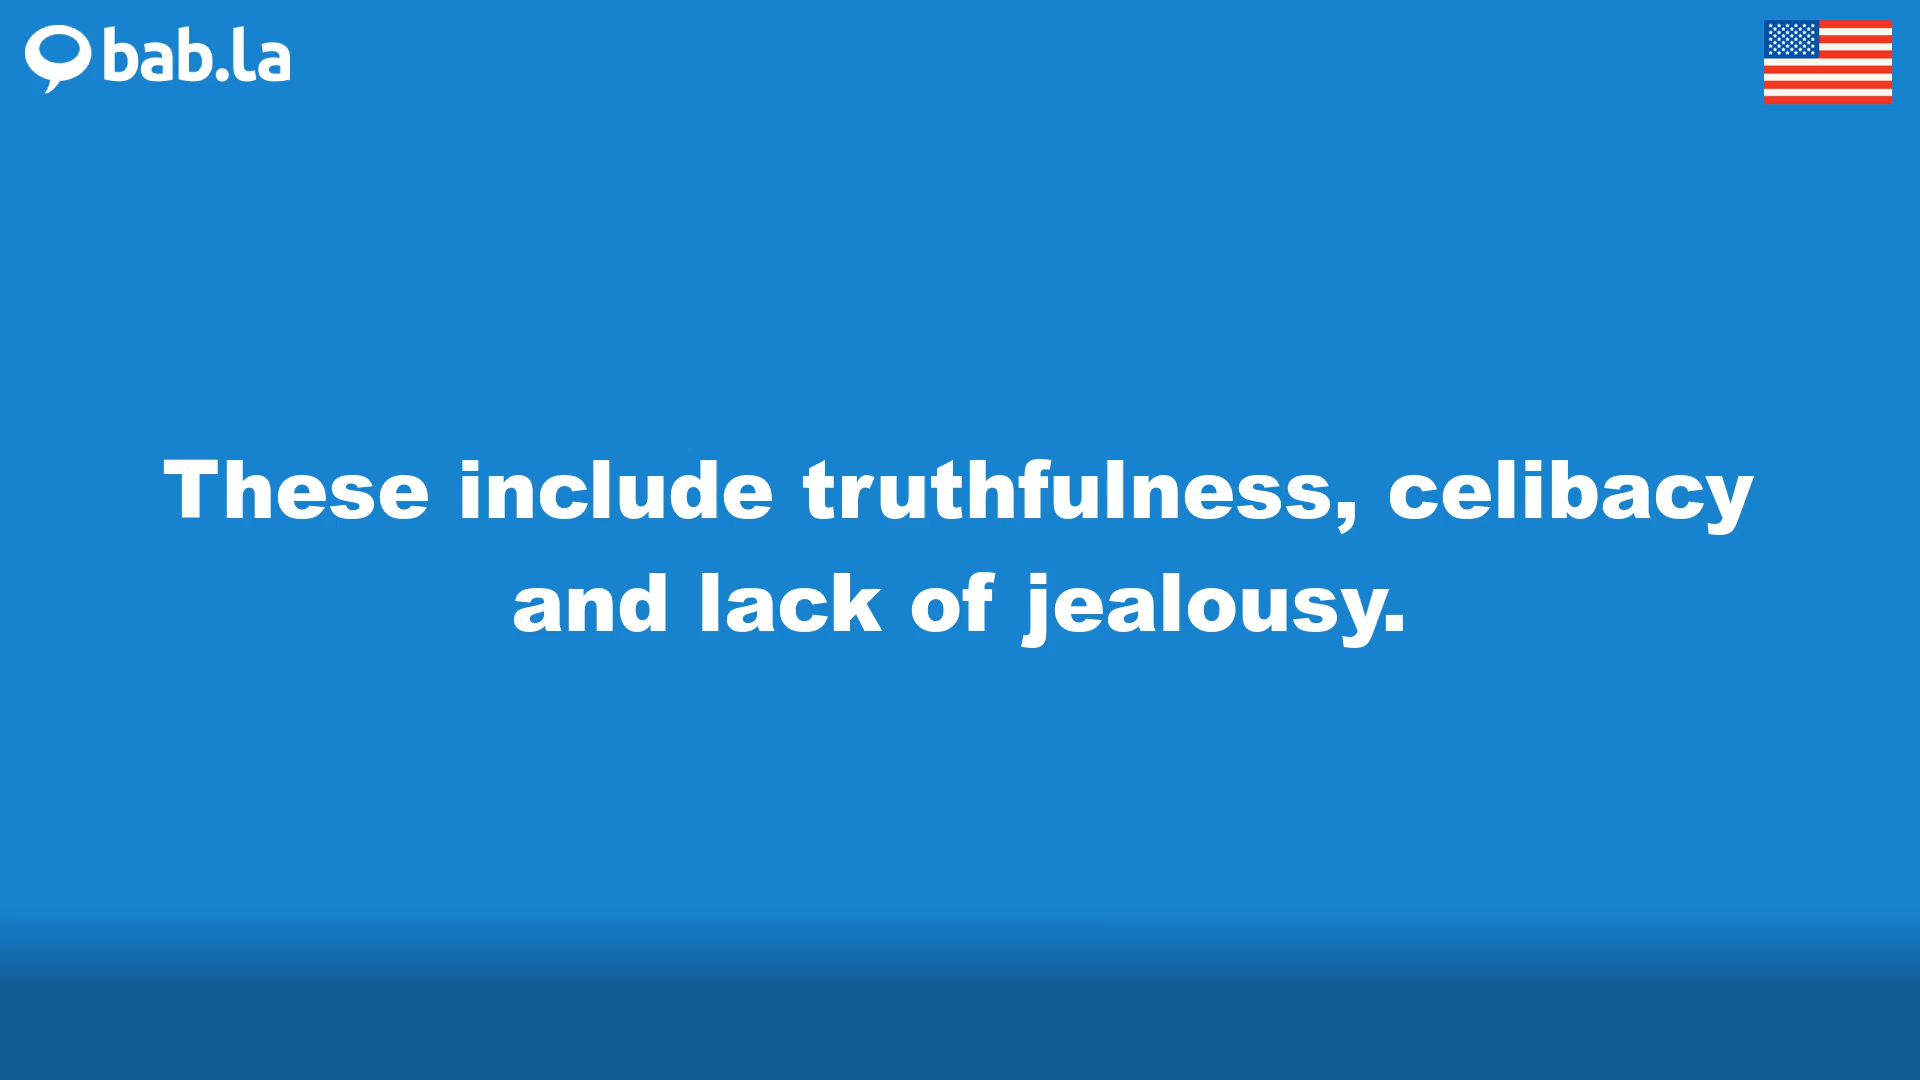 bab.la
These include truthfulness, celibacy
and lack of jealousy.